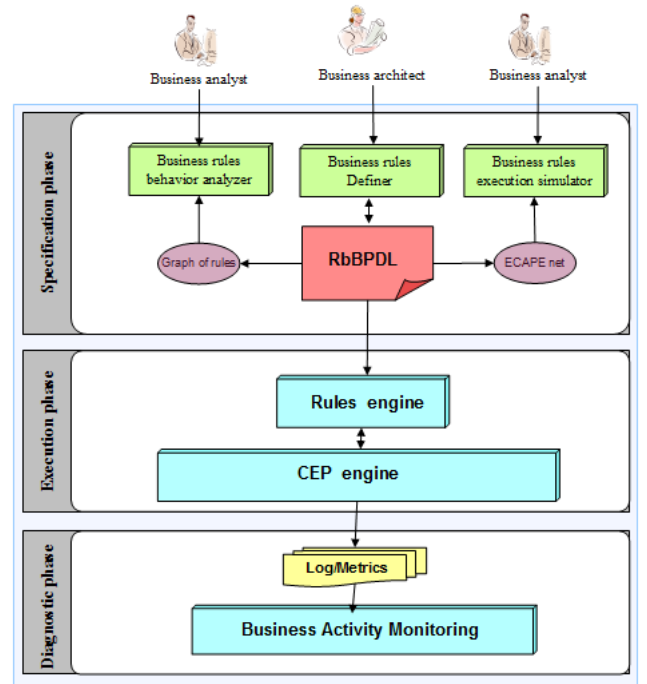 Business analyst
Business architect
Business analyst
Specification phase
Business rules
behavior analyzer
Business rules
Definer
Business rules
execution simulator
Graph of rules
RbBPDL
ECAPE net
Execution phase
Rules engine
CEP engine
Diagnostic phase
Log/Metrics
Business Activity Monitoring